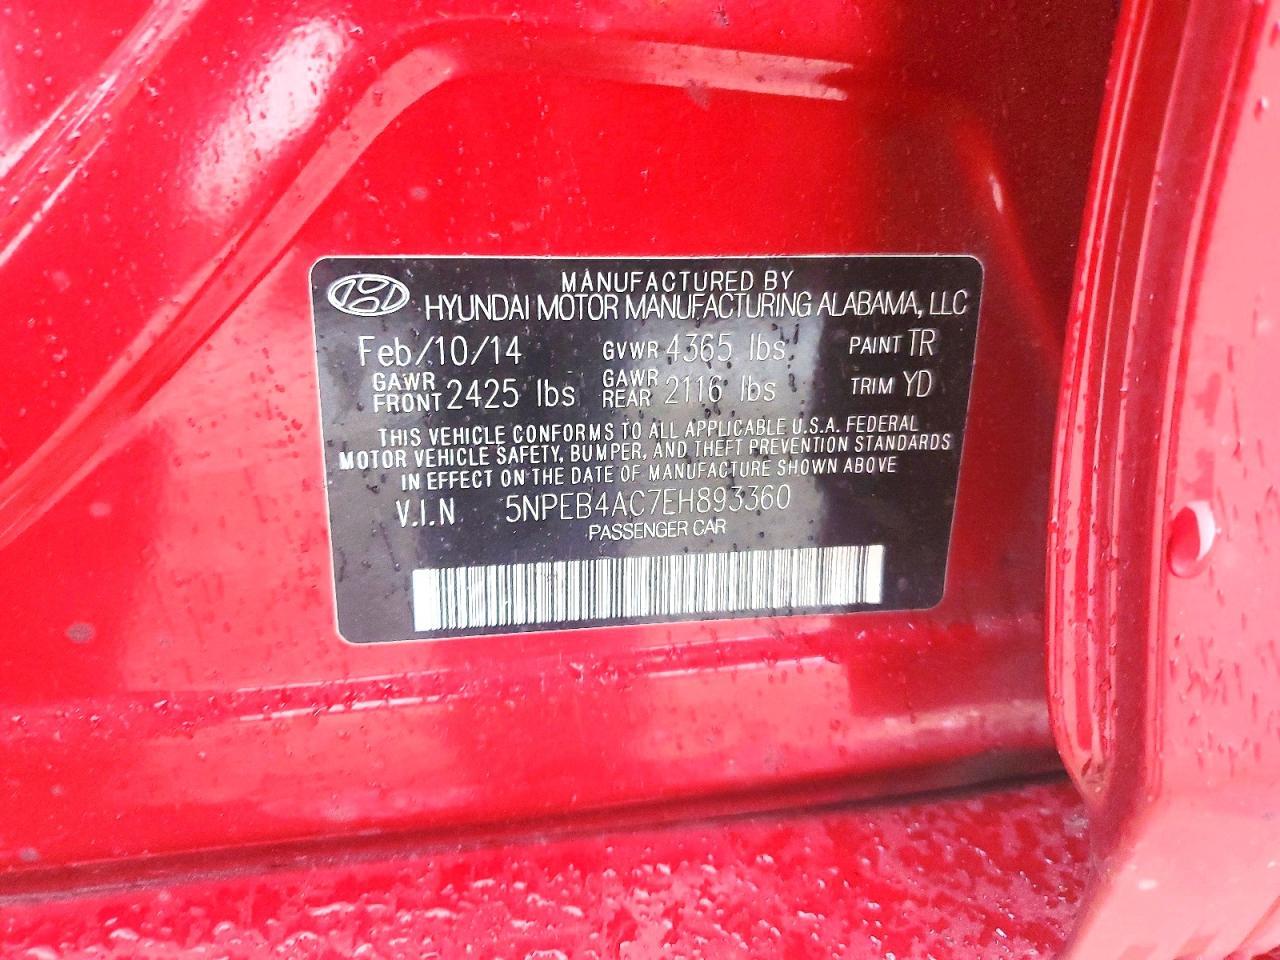 MANUFACTURED BY
HYUNDAI MOTOR MANUFACTURING ALABAMA, LLC
Feb/10/14 GVWR 4365 lbs PAINT TR
GAWR FRONT 2425 lbs GAWR REAR 2116 lbs TRIM YD
THIS VEHICLE CONFORMS TO ALL APPLICABLE U.S.A. FEDERAL
MOTOR VEHICLE SAFETY, BUMPER, AND THEFT PREVENTION STANDARDS
IN EFFECT ON THE DATE OF MANUFACTURE SHOWN ABOVE
V.I.N 5NPEB4AC7EH893360
PASSENGER CAR